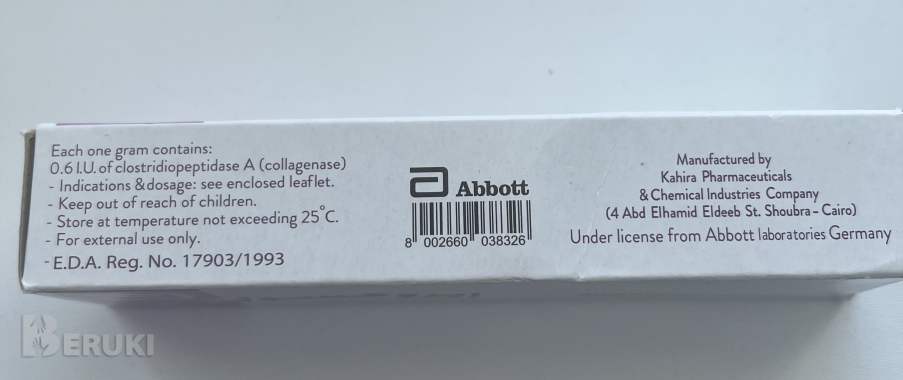 Each one gram contains:
0.6 I.U. of clostridiopeptidase A (collagenase)
- Indications & dosage: see enclosed leaflet.
- Keep out of reach of children.
- Store at temperature not exceeding 25°C.
- For external use only.
- E.D.A. Reg. No. 17903/1993
Abbott
8 002660 038326
Manufactured by
Kahira Pharmaceuticals
& Chemical Industries Company
(4 Abd Elhamid Eldeeb St. Shoubra - Cairo)
Under license from Abbott laboratories Germany
BERUKI